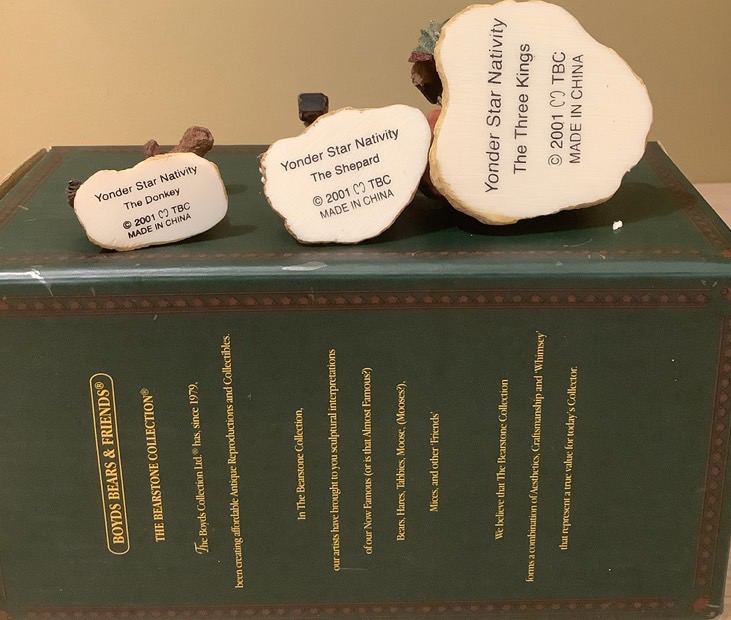 Yonder Star Nativity
The Donkey
© 2001 TBC
MADE IN CHINA
Yonder Star Nativity
The Shepard
© 2001 TBC
MADE IN CHINA
Yonder Star Nativity
The Three Kings
© 2001 TBC
MADE IN CHINA
BOYDS BEARS & FRIENDS®
THE BEARSTONE COLLECTION®
The Boyds Collection Ltd.® has, since 1979,
been creating affordable Antique Reproductions and Collectibles.
In The Bearstone Collection,
our artists have brought to you sculptural interpretations
of our Now Famous (or is that Almost Famous?)
Bears, Hares, Tabbies, Moose, (Mooses?),
Mices, and other 'Friends'
We believe that The Bearstone Collection
forms a combination of Aesthetics, Craftsmanship and 'Whimsey'
that represent a true value for today's Collector.